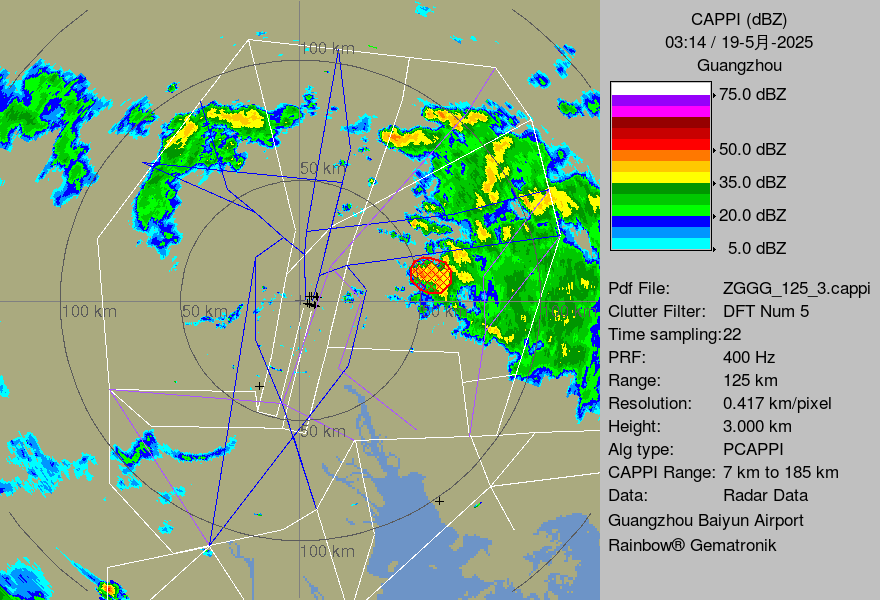 CAPPI (dBZ)
03:14 / 19-5月-2025
Guangzhou
75.0 dBZ
50.0 dBZ
35.0 dBZ
20.0 dBZ
5.0 dBZ
Pdf File: ZGGG_125_3.cappi
Clutter Filter: DFT Num 5
Time sampling:22
PRF: 400 Hz
Range: 125 km
Resolution: 0.417 km/pixel
Height: 3.000 km
Alg type: PCAPPI
CAPPI Range: 7 km to 185 km
Data: Radar Data
Guangzhou Baiyun Airport
Rainbow® Gematronik
100 km
50 km
100 km
50 km
50 km
100 km